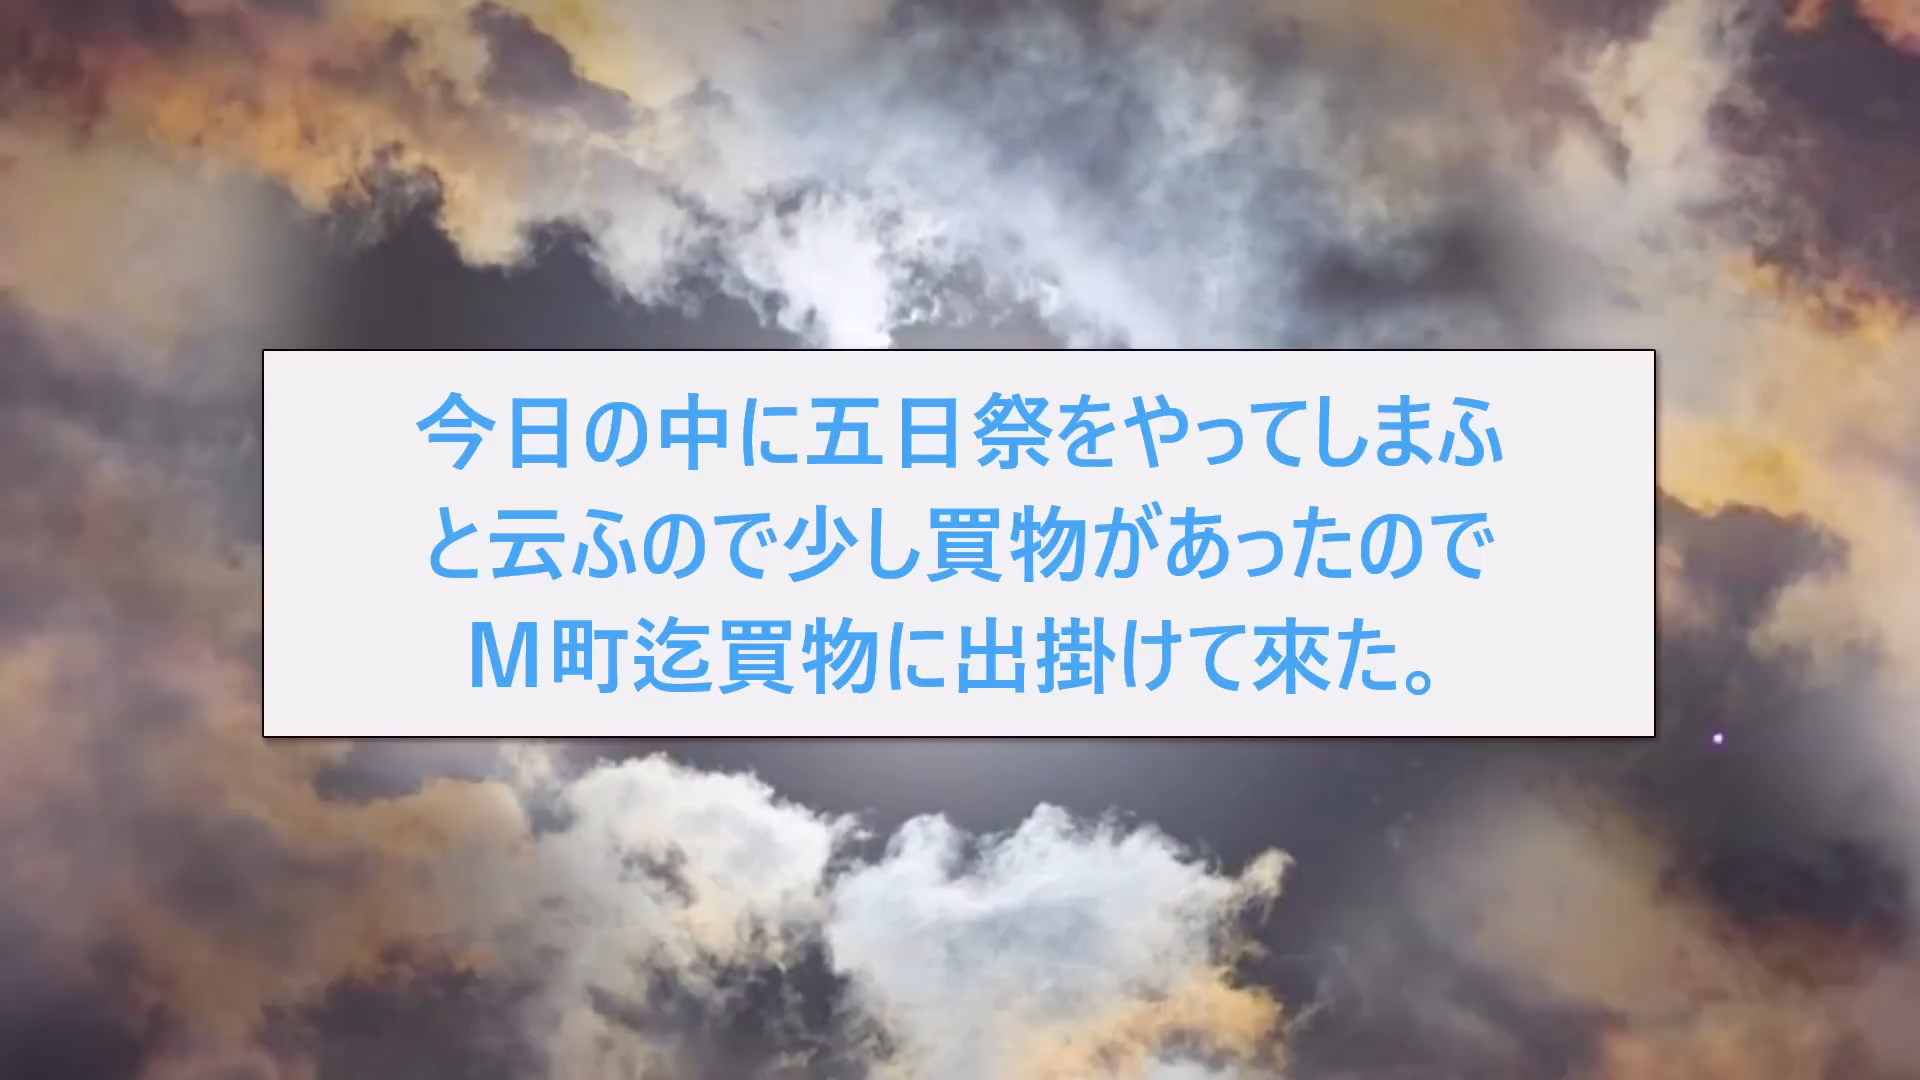 今日の中に五日祭をやってしまふ
と云ふので少し買物があったので
M町迄買物に出掛けて來た。